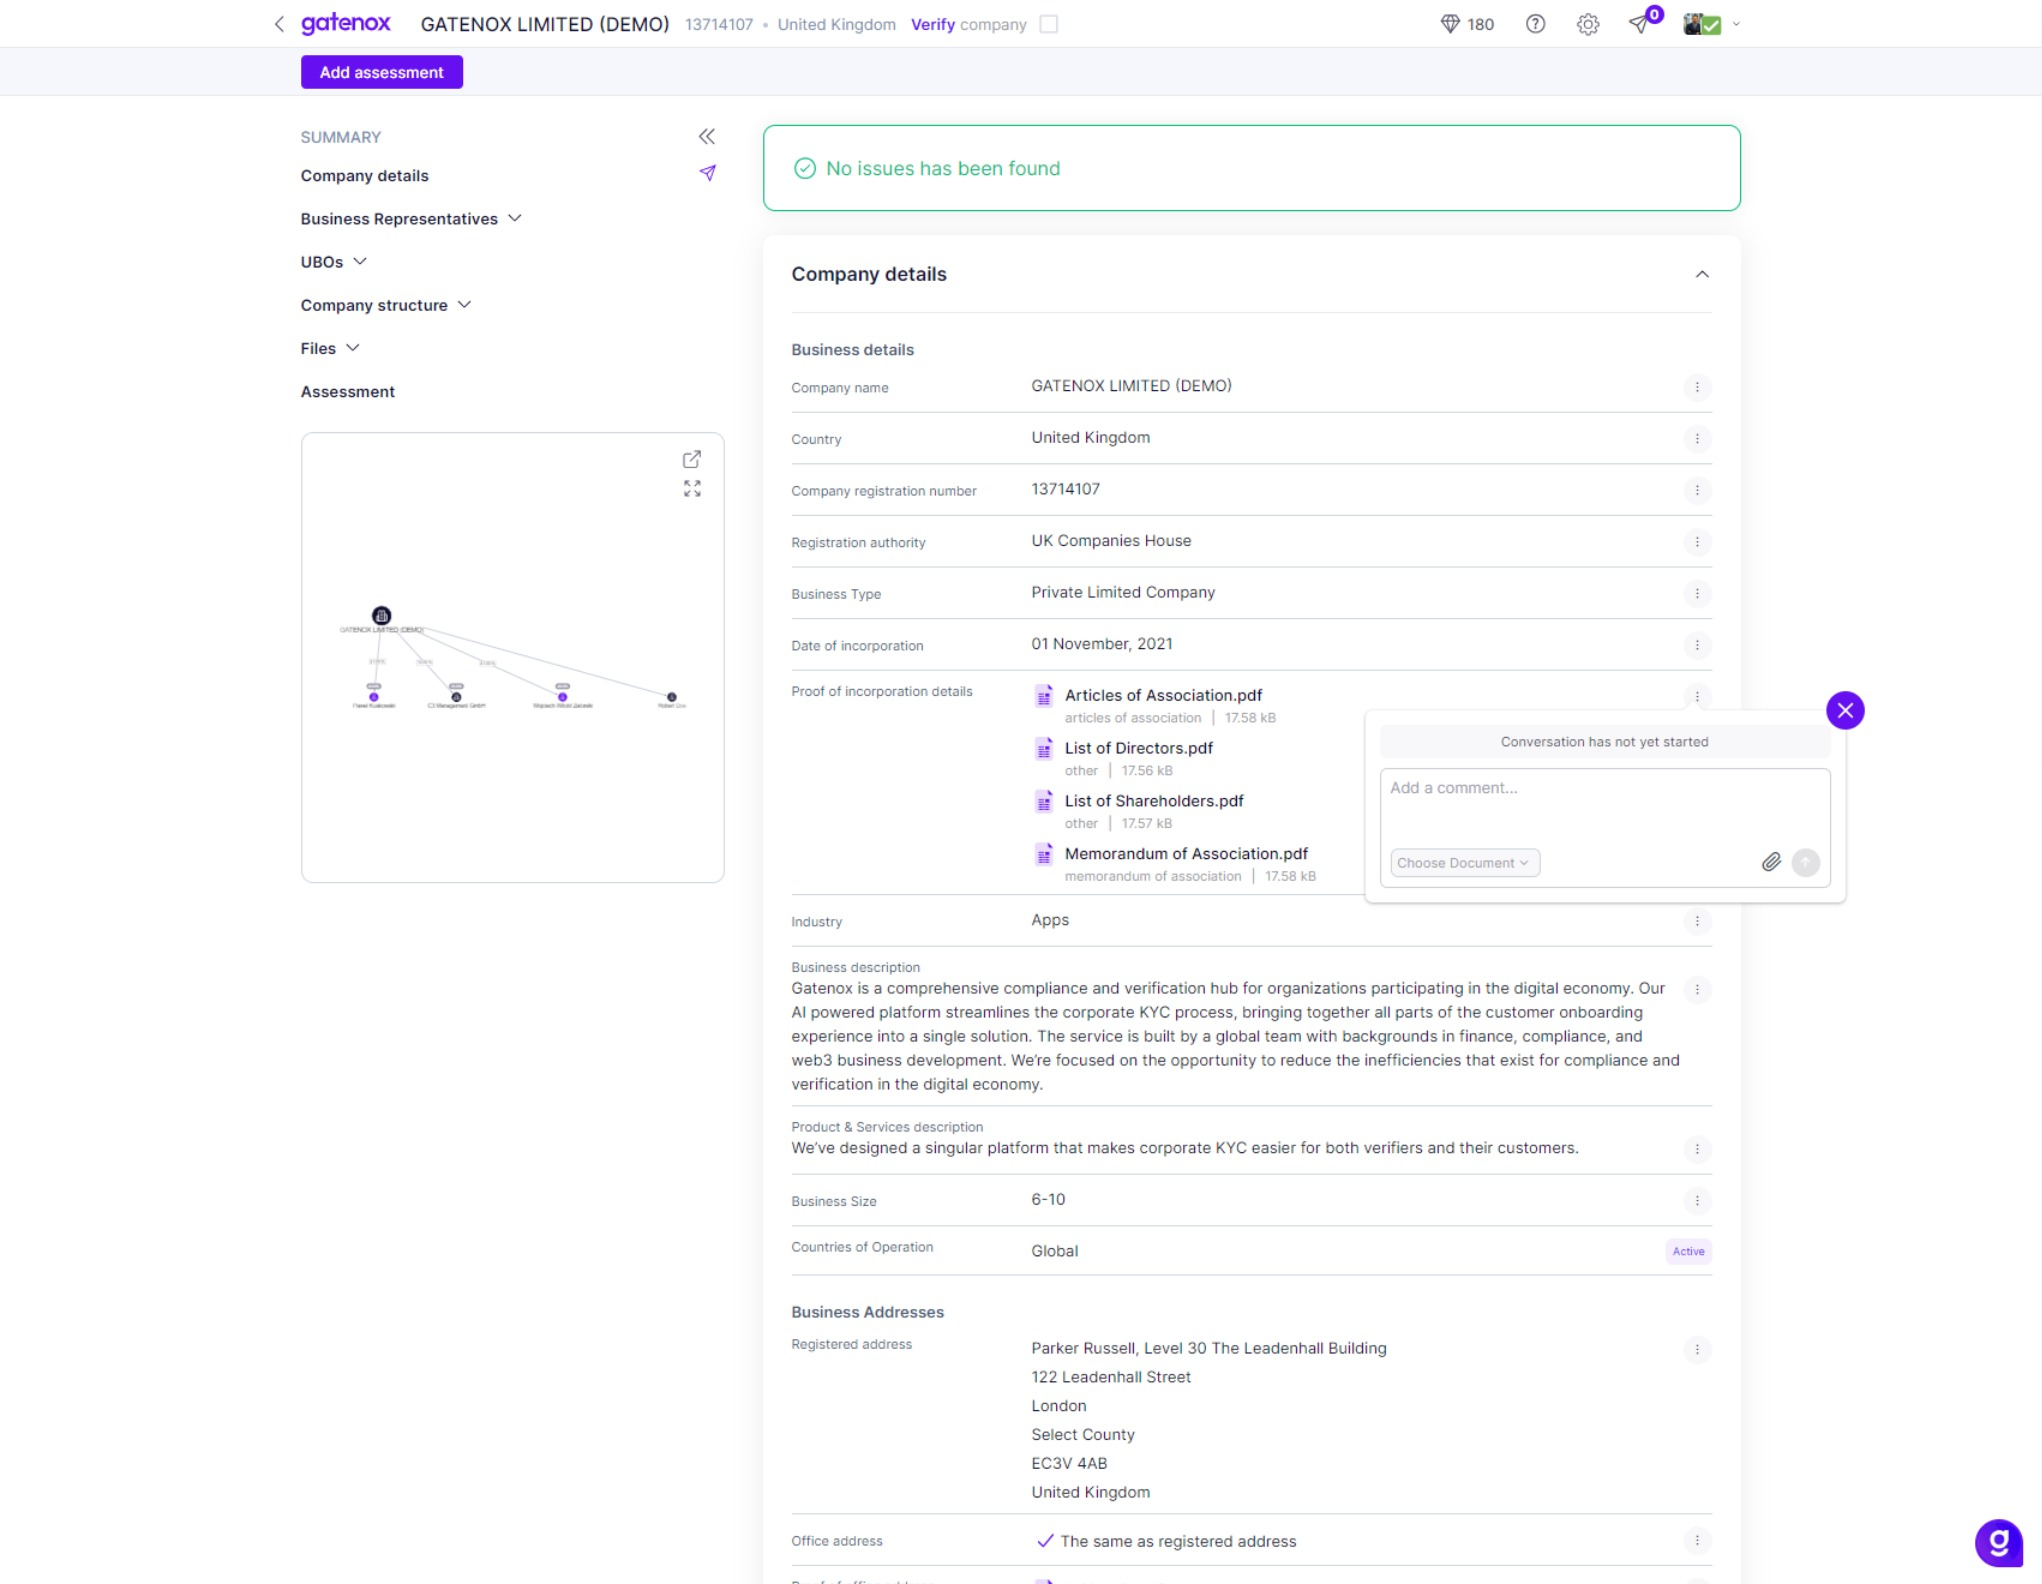 gatenox GATENOX LIMITED (DEMO) 13714107 • United Kingdom Verify company 180 0
Add assessment
SUMMARY
Company details
Business Representatives
UBOs
Company structure
Files
Assessment
GATENOX LIMITED (DEMO)
C3 Management GmbH
No issues has been found
Company details
Business details
Company name GATENOX LIMITED (DEMO)
Country United Kingdom
Company registration number 13714107
Registration authority UK Companies House
Business Type Private Limited Company
Date of incorporation 01 November, 2021
Proof of incorporation details Articles of Association.pdf
articles of association | 17.58 kB
List of Directors.pdf
other | 17.56 kB
List of Shareholders.pdf
other | 17.57 kB
Memorandum of Association.pdf
memorandum of association | 17.58 kB
Conversation has not yet started
Add a comment...
Choose Document
Industry Apps
Business description
Gatenox is a comprehensive compliance and verification hub for organizations participating in the digital economy. Our
AI powered platform streamlines the corporate KYC process, bringing together all parts of the customer onboarding
experience into a single solution. The service is built by a global team with backgrounds in finance, compliance, and
web3 business development. We're focused on the opportunity to reduce the inefficiencies that exist for compliance and
verification in the digital economy.
Product & Services description
We've designed a singular platform that makes corporate KYC easier for both verifiers and their customers.
Business Size 6-10
Countries of Operation Global Active
Business Addresses
Registered address Parker Russell, Level 30 The Leadenhall Building
122 Leadenhall Street
London
Select County
EC3V 4AB
United Kingdom
Office address The same as registered address
g